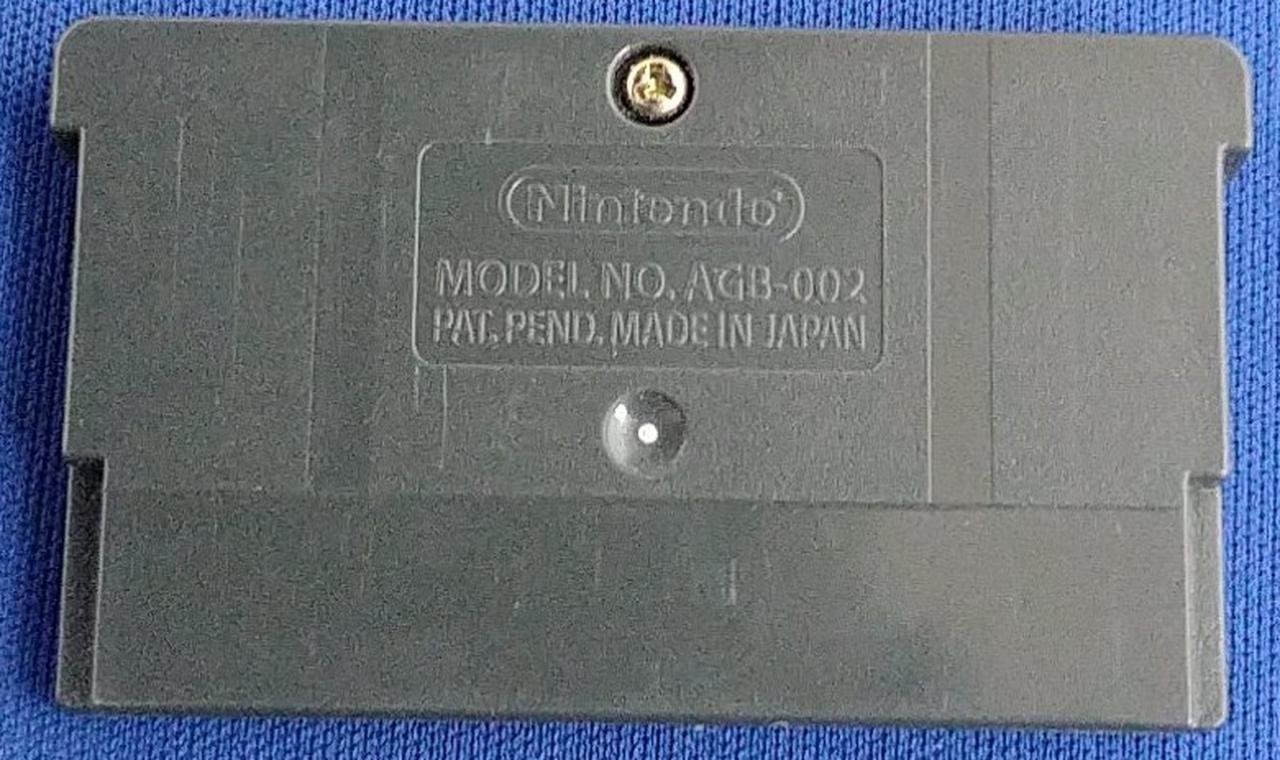 Nintendo
MODEL NO. AGB-002
PAT. PEND. MADE IN JAPAN